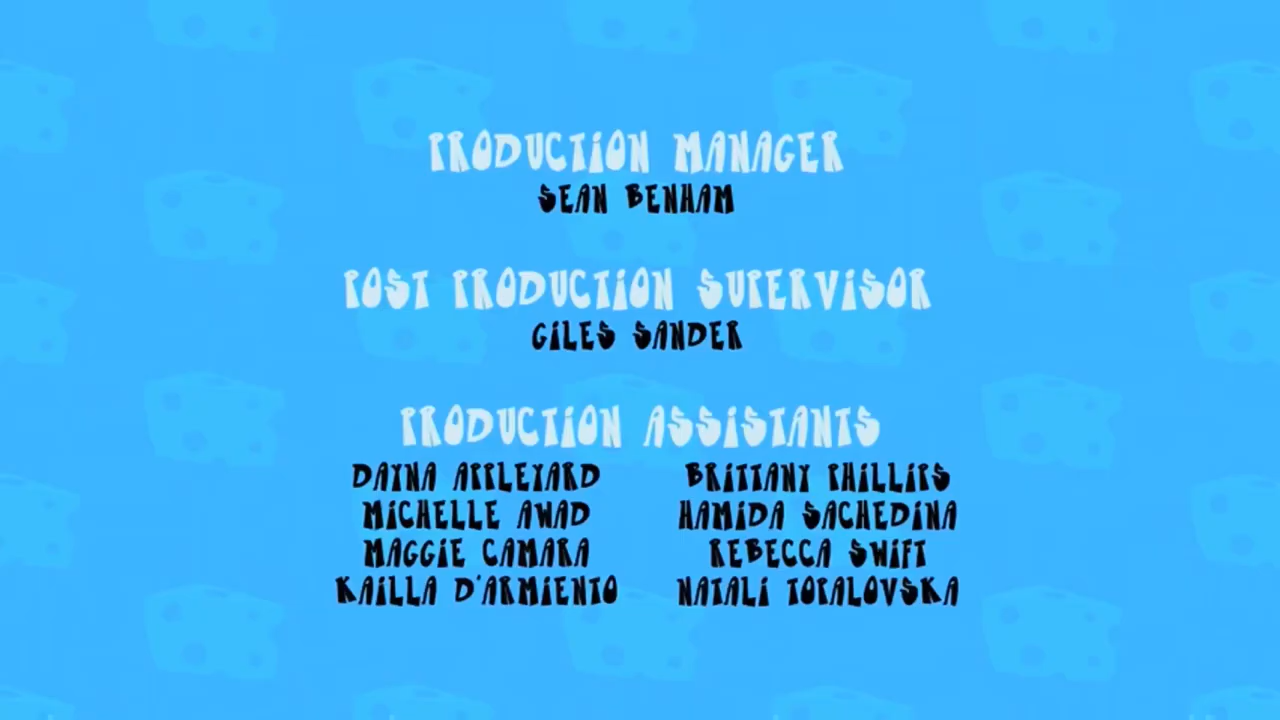 PRODUCTION MANAGER
SEAN BENHAM
POST PRODUCTION SUPERVISOR
GILES SANDER
PRODUCTION ASSISTANTS
DAYNA APPLEYARD BRITTANY PHILLIPS
MICHELLE AWAD HAMIDA SACHEDINA
MAGGIE CAMARA REBECCA SWIFT
KAILLA D'ARMIENTO NATALI TOPALOVSKA